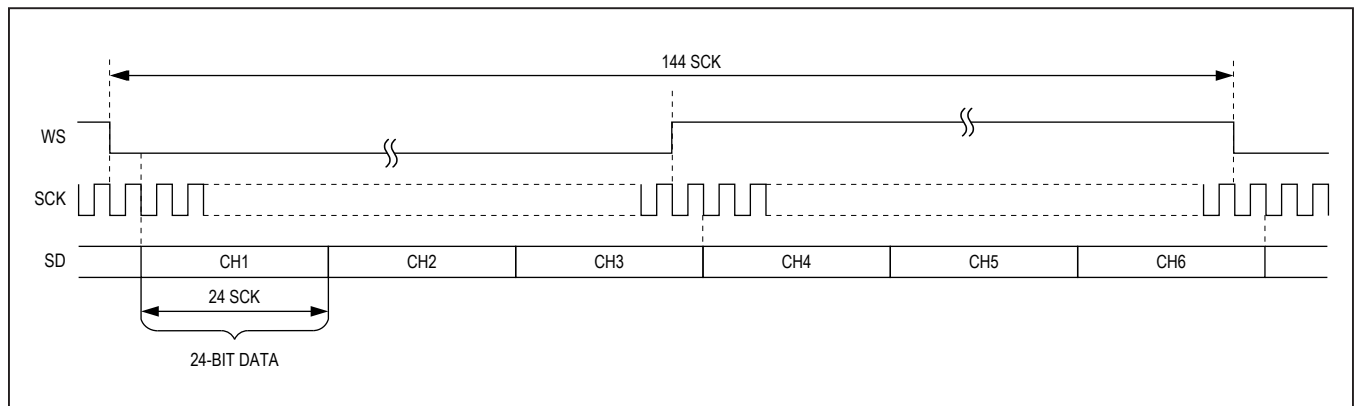 144 SCK
WS
SCK
SD
CH1
CH2
CH3
CH4
CH5
CH6
24 SCK
24-BIT DATA